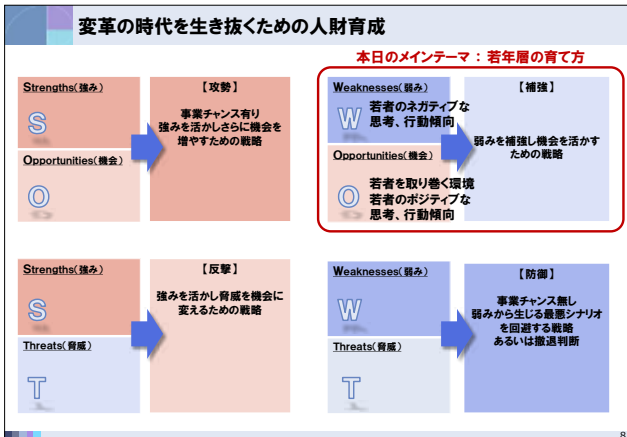 変革の時代を生き抜くための人財育成
本日のメインテーマ : 若年層の育て方
Strengths(強み)
S
Opportunities(機会)
O
【攻勢】
事業チャンス有り
強みを活かしさらに機会を
増やすための戦略
Weaknesses(弱み)
W
若者のネガティブな
思考、行動傾向
Opportunities(機会)
O
若者を取り巻く環境
若者のポジティブな
思考、行動傾向
【補強】
弱みを補強し機会を活かす
ための戦略
Strengths(強み)
S
Threats(脅威)
T
【反撃】
強みを活かし脅威を機会に
変えるための戦略
Weaknesses(弱み)
W
Threats(脅威)
T
【防御】
事業チャンス無し
弱みから生じる最悪シナリオ
を回避する戦略
あるいは撤退判断
8